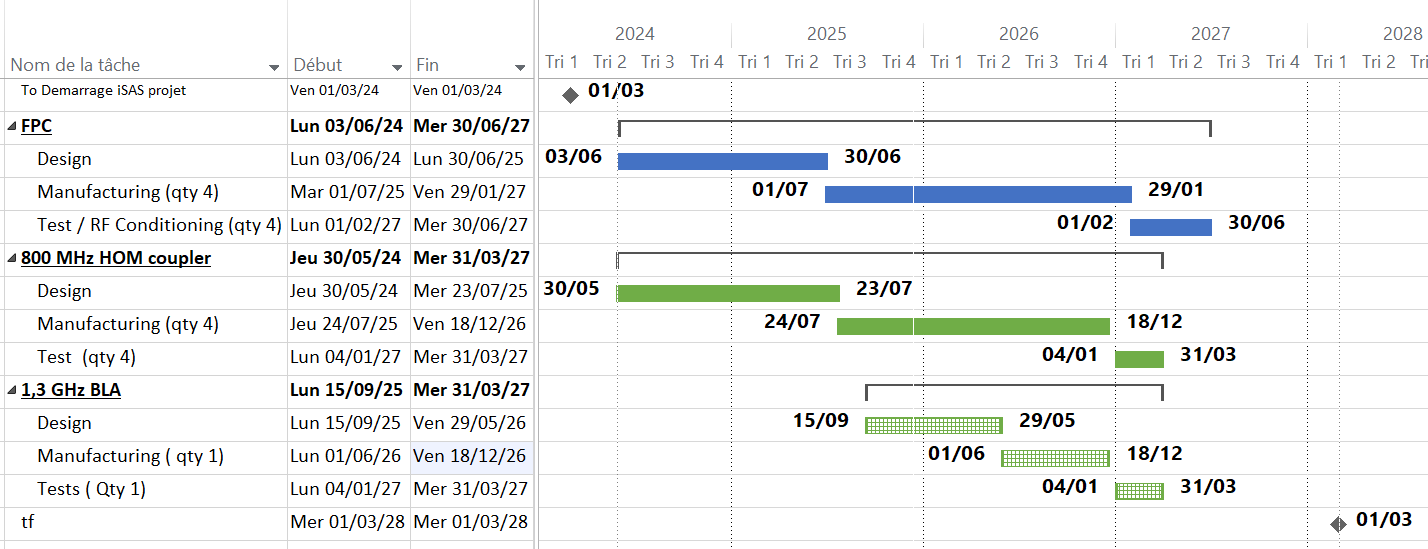 2024 2025 2026 2027 2028
Nom de la tâche Début Fin Tri 1 Tri 2 Tri 3 Tri 4 Tri 1 Tri 2 Tri 3 Tri 4 Tri 1 Tri 2 Tri 3 Tri 4 Tri 1 Tri 2 Tri 3 Tri 4 Tri 1 Tri 2
To Demarrage iSAS projet Ven 01/03/24 Ven 01/03/24 01/03
FPC Lun 03/06/24 Mer 30/06/27
Design Lun 03/06/24 Lun 30/06/25 03/06 30/06
Manufacturing (qty 4) Mar 01/07/25 Ven 29/01/27 01/07 29/01
Test / RF Conditioning (qty 4) Lun 01/02/27 Mer 30/06/27 01/02 30/06
800 MHz HOM coupler Jeu 30/05/24 Mer 31/03/27
Design Jeu 30/05/24 Mer 23/07/25 30/05 23/07
Manufacturing (qty 4) Jeu 24/07/25 Ven 18/12/26 24/07 18/12
Test (qty 4) Lun 04/01/27 Mer 31/03/27 04/01 31/03
1,3 GHz BLA Lun 15/09/25 Mer 31/03/27
Design Lun 15/09/25 Ven 29/05/26 15/09 29/05
Manufacturing ( qty 1) Lun 01/06/26 Ven 18/12/26 01/06 18/12
Tests ( Qty 1) Lun 04/01/27 Mer 31/03/27 04/01 31/03
tf Mer 01/03/28 Mer 01/03/28 01/03